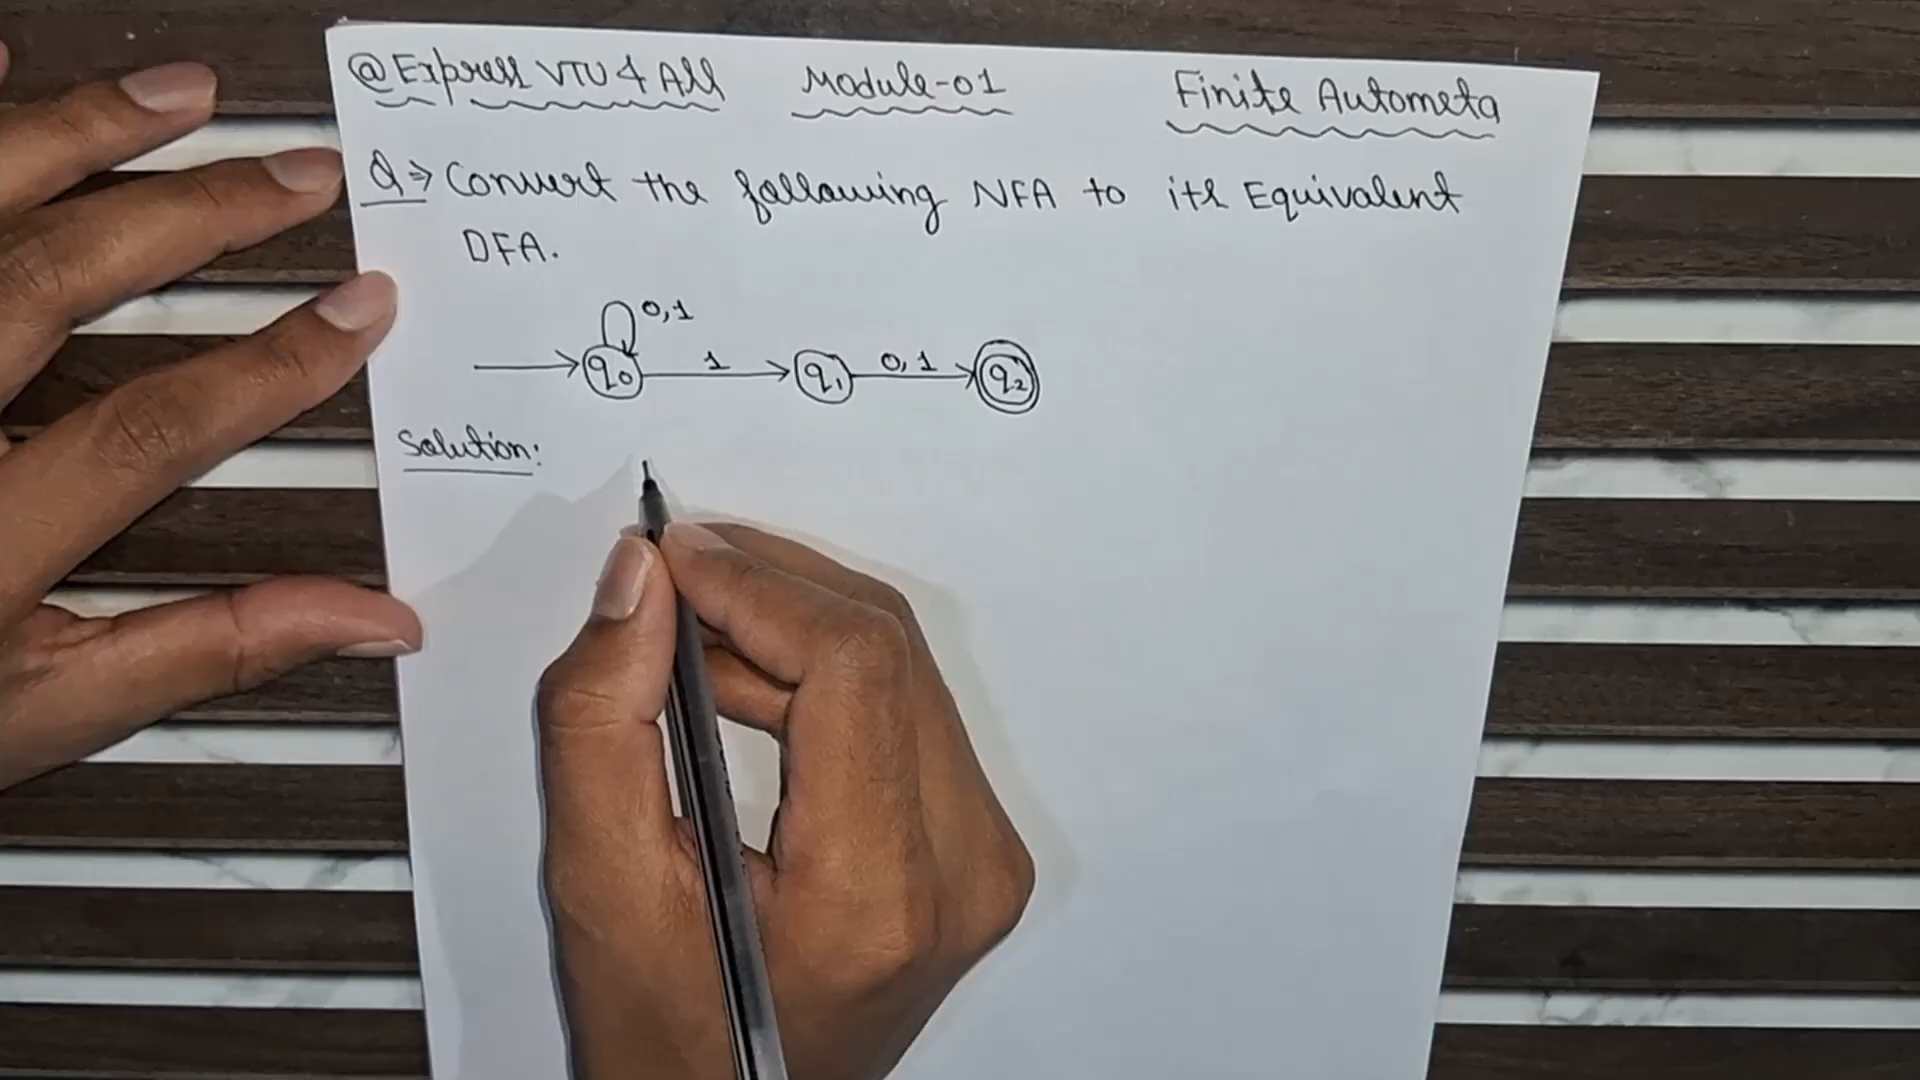 @Express VTU 4 All Module-01 Finite Autometa
Q⇒ Convert the following NFA to its Equivalent
DFA.
0,1
q0 1 q1 0,1 q2
Solution: